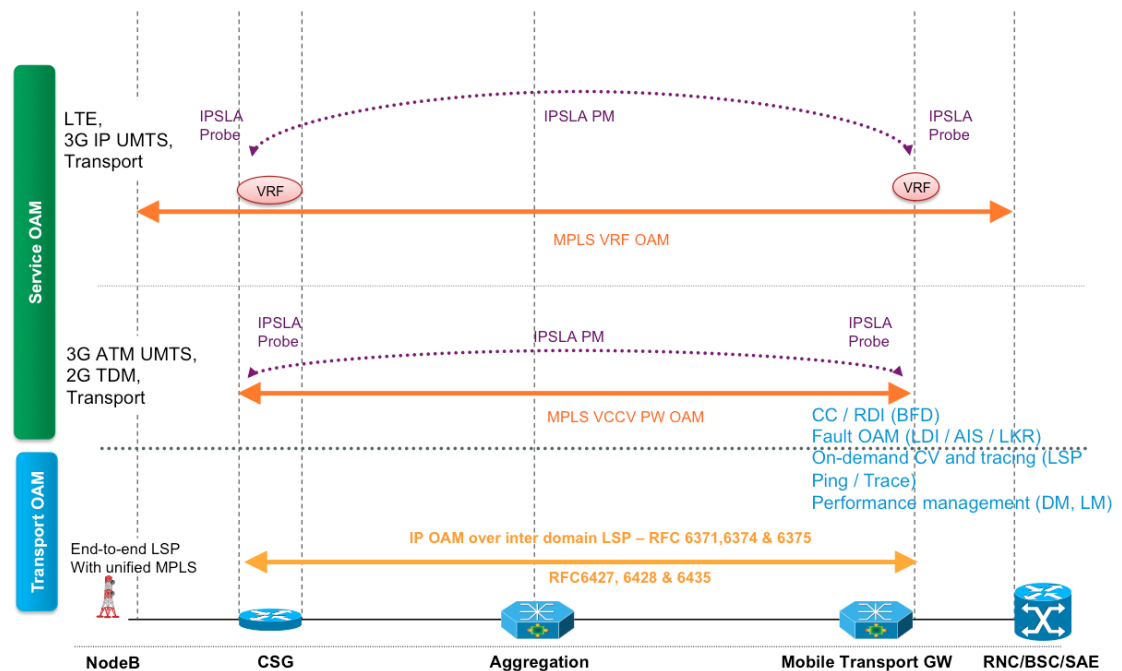 Service OAM
LTE,
3G IP UMTS,
Transport
IPSLA
Probe
IPSLA PM
IPSLA
Probe
VRF
VRF
MPLS VRF OAM
3G ATM UMTS,
2G TDM,
Transport
IPSLA
Probe
IPSLA PM
IPSLA
Probe
MPLS VCCV PW OAM
CC / RDI (BFD)
Fault OAM (LDI / AIS / LKR)
On-demand CV and tracing (LSP
Ping / Trace)
Performance management (DM, LM)
Transport OAM
End-to-end LSP
With unified MPLS
IP OAM over inter domain LSP – RFC 6371,6374 & 6375
RFC6427, 6428 & 6435
NodeB
CSG
Aggregation
Mobile Transport GW
RNC/BSC/SAE